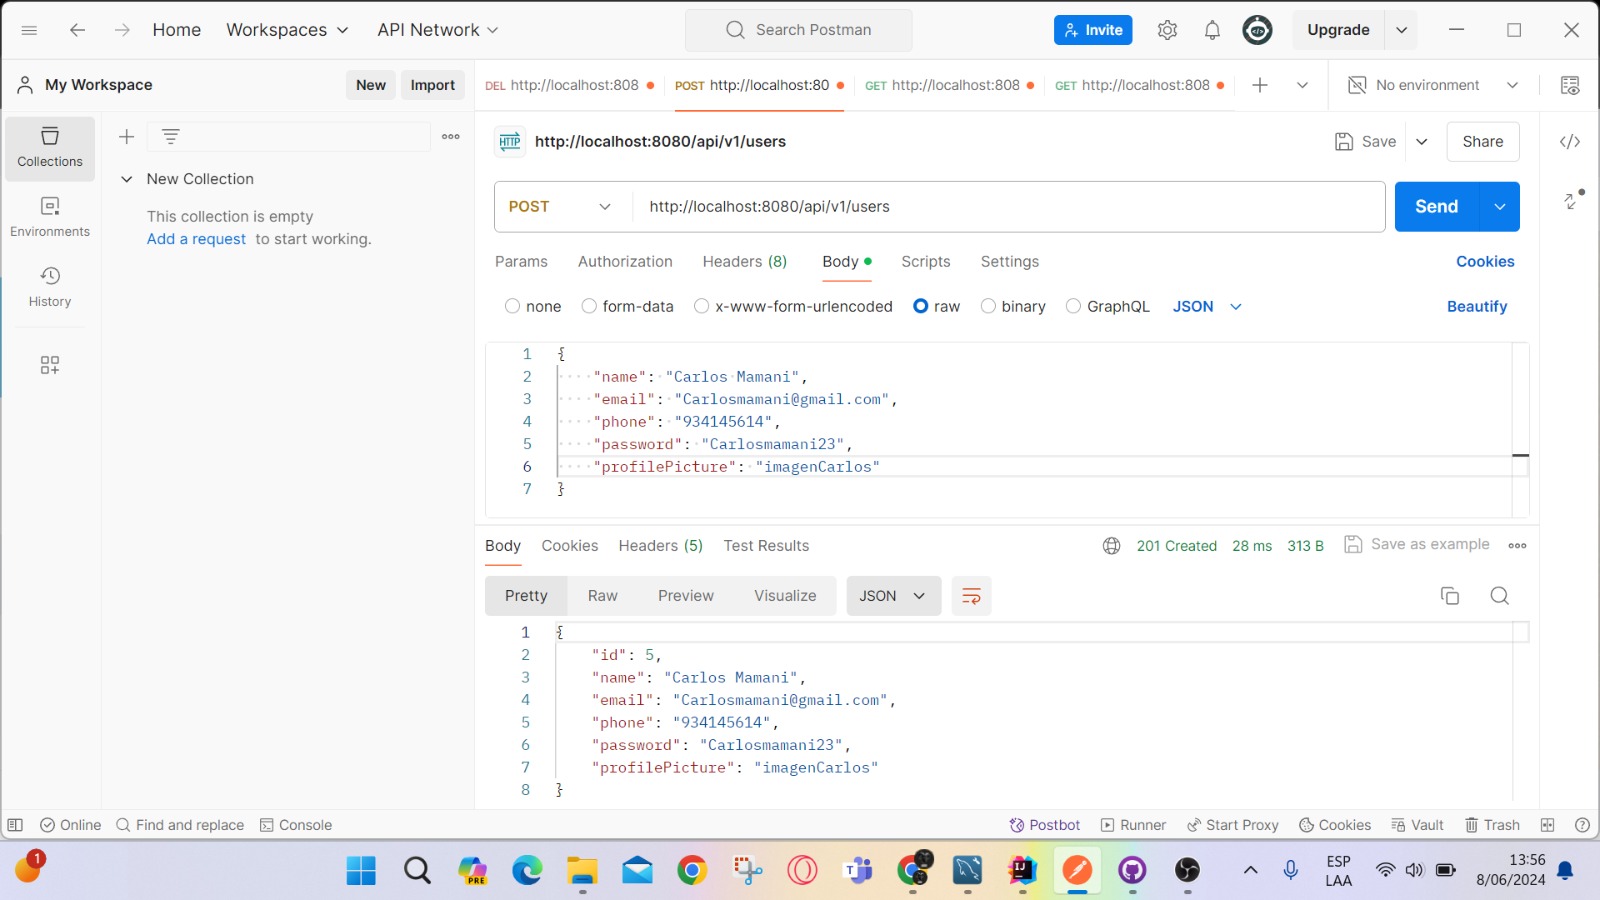 Home Workspaces API Network Search Postman Invite Upgrade
My Workspace New Import DEL http://localhost:808 POST http://localhost:80 GET http://localhost:808 GET http://localhost:808 No environment
Collections
Environments
History
New Collection
This collection is empty
Add a request to start working.
HTTP http://localhost:8080/api/v1/users Save Share
POST http://localhost:8080/api/v1/users Send
Params Authorization Headers (8) Body Scripts Settings Cookies
none form-data x-www-form-urlencoded raw binary GraphQL JSON Beautify
1 {
2 "name": "Carlos Mamani",
3 "email": "Carlosmamani@gmail.com",
4 "phone": "934145614",
5 "password": "Carlosmamani23",
6 "profilePicture": "imagenCarlos"
7 }
Body Cookies Headers (5) Test Results 201 Created 28 ms 313 B Save as example
Pretty Raw Preview Visualize JSON
1 {
2 "id": 5,
3 "name": "Carlos Mamani",
4 "email": "Carlosmamani@gmail.com",
5 "phone": "934145614",
6 "password": "Carlosmamani23",
7 "profilePicture": "imagenCarlos"
8 }
Online Find and replace Console Postbot Runner Start Proxy Cookies Vault Trash
1 PRE ESP 13:56
LAA 8/06/2024